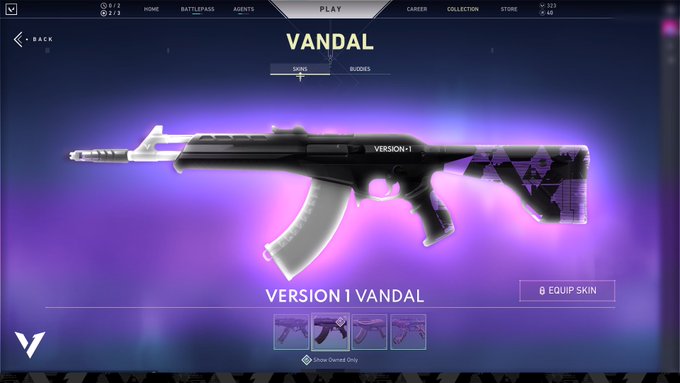 0 / 2
2 / 3
HOME
BATTLEPASS
AGENTS
PLAY
CAREER
COLLECTION
STORE
323
40
BACK
VANDAL
SKINS
BUDDIES
VERSION•1
VERSION 1 VANDAL
EQUIP SKIN
Show Owned Only